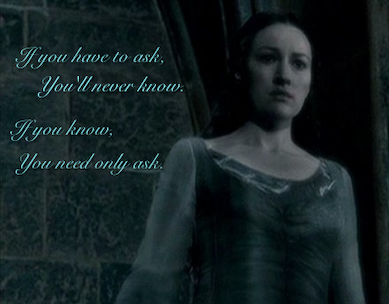 If you have to ask,
You'll never know.
If you know,
You need only ask.